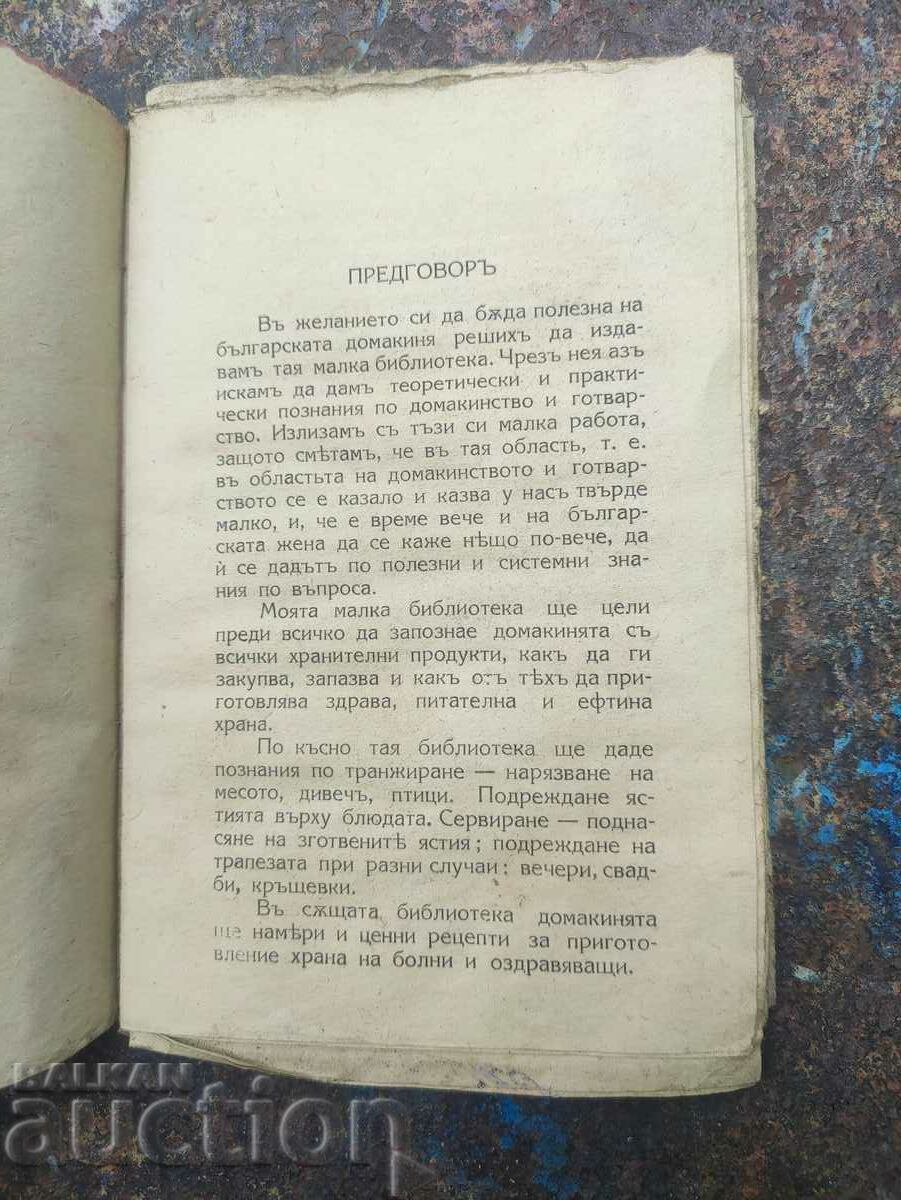 ПРЕДГОВОРЪ
Въ желанието си да бѫда полезна на
българската домакиня решихъ да изда-
вамъ тая малка библиотека. Чрезъ нея азъ
искамъ да дамъ теоретически и практи-
чески познания по домакинство и готвар-
ство. Излизамъ съ тъзи си малка работа,
защото смѣтамъ, че въ тая область, т. е.
въ областьта на домакинството и готвар-
ството се е казало и казва у насъ твърде
малко, и, че е време вече и на българ-
ската жена да се каже нѣщо по-вече, да
ѝ се дадѫтъ по полезни и системни зна-
ния по въпроса.
Моята малка библиотека ще цели
преди всичко да запознае домакинята съ
всички хранителни продукти, какъ да ги
закупва, запазва и какъ отъ тѣхъ да при-
готовлява здрава, питателна и ефтина
храна.
По късно тая библиотека ще даде
познания по транжиране — нарязване на
месото, дивечъ, птици. Подреждане яс-
тията върху блюдата. Сервиране — подна-
сяне на зготвенитѣ ястия; подреждане на
трапезата при разни случаи: вечери, свад-
би, кръщевки.
Въ сѫщата библиотека домакинята
ще намѣри и ценни рецепти за пригото-
вление храна на болни и оздравяващи.
BALKAN
auction